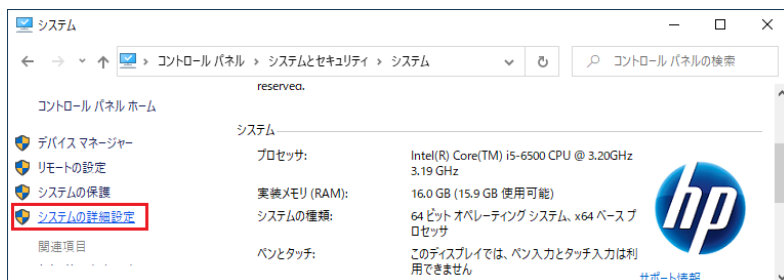 システム
コントロール パネル › システムとセキュリティ › システム
コントロール パネルの検索
コントロール パネル ホーム
デバイス マネージャー
リモートの設定
システムの保護
システムの詳細設定
関連項目
reserved.
システム
プロセッサ: Intel(R) Core(TM) i5-6500 CPU @ 3.20GHz
3.19 GHz
実装メモリ (RAM): 16.0 GB (15.9 GB 使用可能)
システムの種類: 64 ビット オペレーティング システム、x64 ベース プ
ロセッサ
ペンとタッチ: このディスプレイでは、ペン入力とタッチ入力は利
用できません
hp
サポート情報